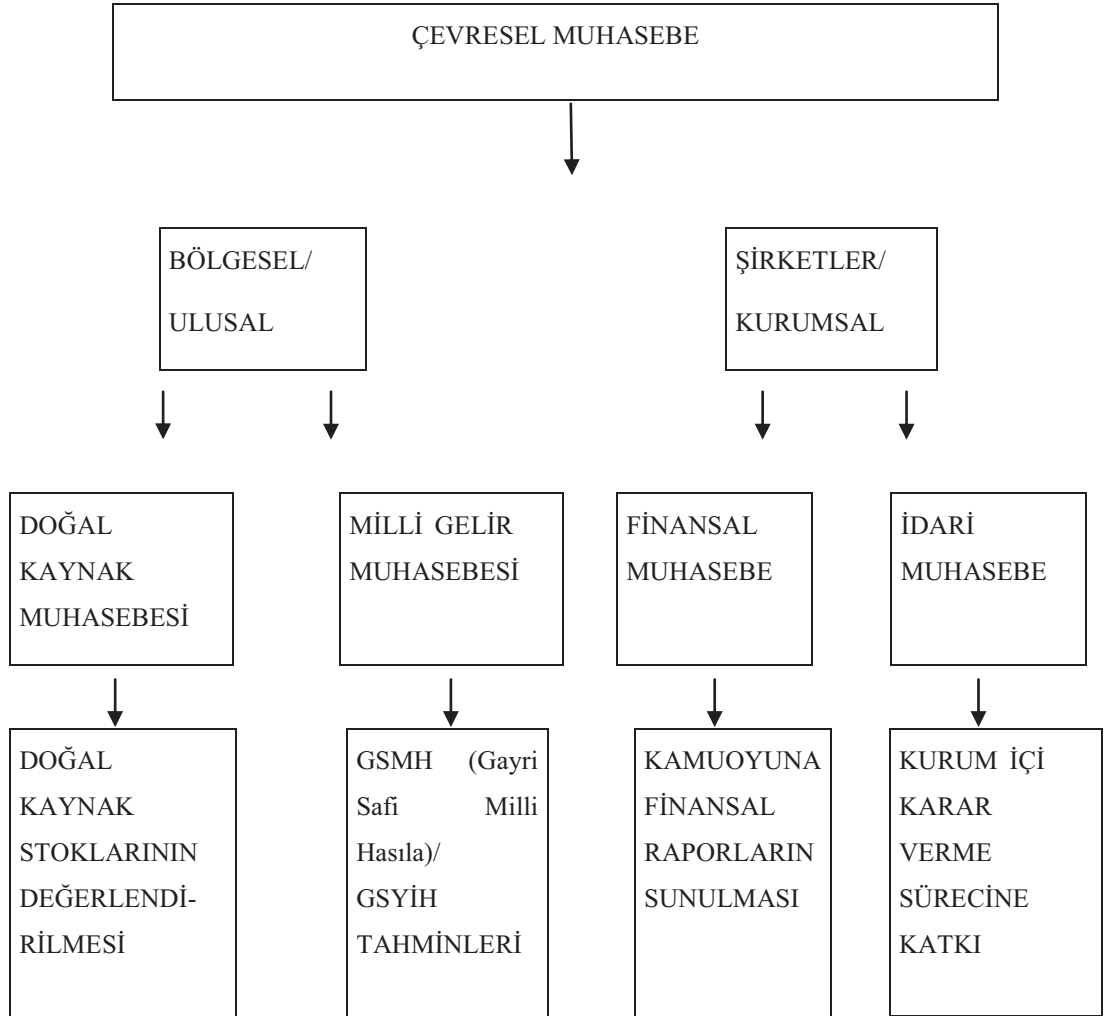 ÇEVRESEL MUHASEBE
BÖLGESEL/
ULUSAL
ŞİRKETLER/
KURUMSAL
DOĞAL
KAYNAK
MUHASEBESİ
MİLLİ GELİR
MUHASEBESİ
FİNANSAL
MUHASEBE
İDARİ
MUHASEBE
DOĞAL
KAYNAK
STOKLARININ
DEĞERLENDİ-
RİLMESİ
GSMH (Gayri
Safi Milli
Hasıla)/
GSYİH
TAHMİNLERİ
KAMUOYUNA
FİNANSAL
RAPORLARIN
SUNULMASI
KURUM İÇİ
KARAR
VERME
SÜRECİNE
KATKI